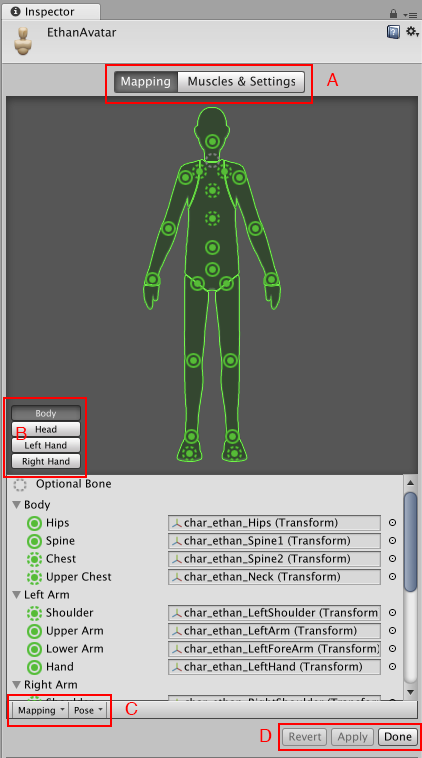 Inspector
EthanAvatar
Mapping Muscles & Settings A
Body
B Head
Left Hand
Right Hand
Optional Bone
Body
Hips char_ethan_Hips (Transform)
Spine char_ethan_Spine1 (Transform)
Chest char_ethan_Spine2 (Transform)
Upper Chest char_ethan_Neck (Transform)
Left Arm
Shoulder char_ethan_LeftShoulder (Transform
Upper Arm char_ethan_LeftArm (Transform)
Lower Arm char_ethan_LeftForeArm (Transform)
Hand char_ethan_LeftHand (Transform)
Right Arm
Mapping Pose C
D Revert Apply Done